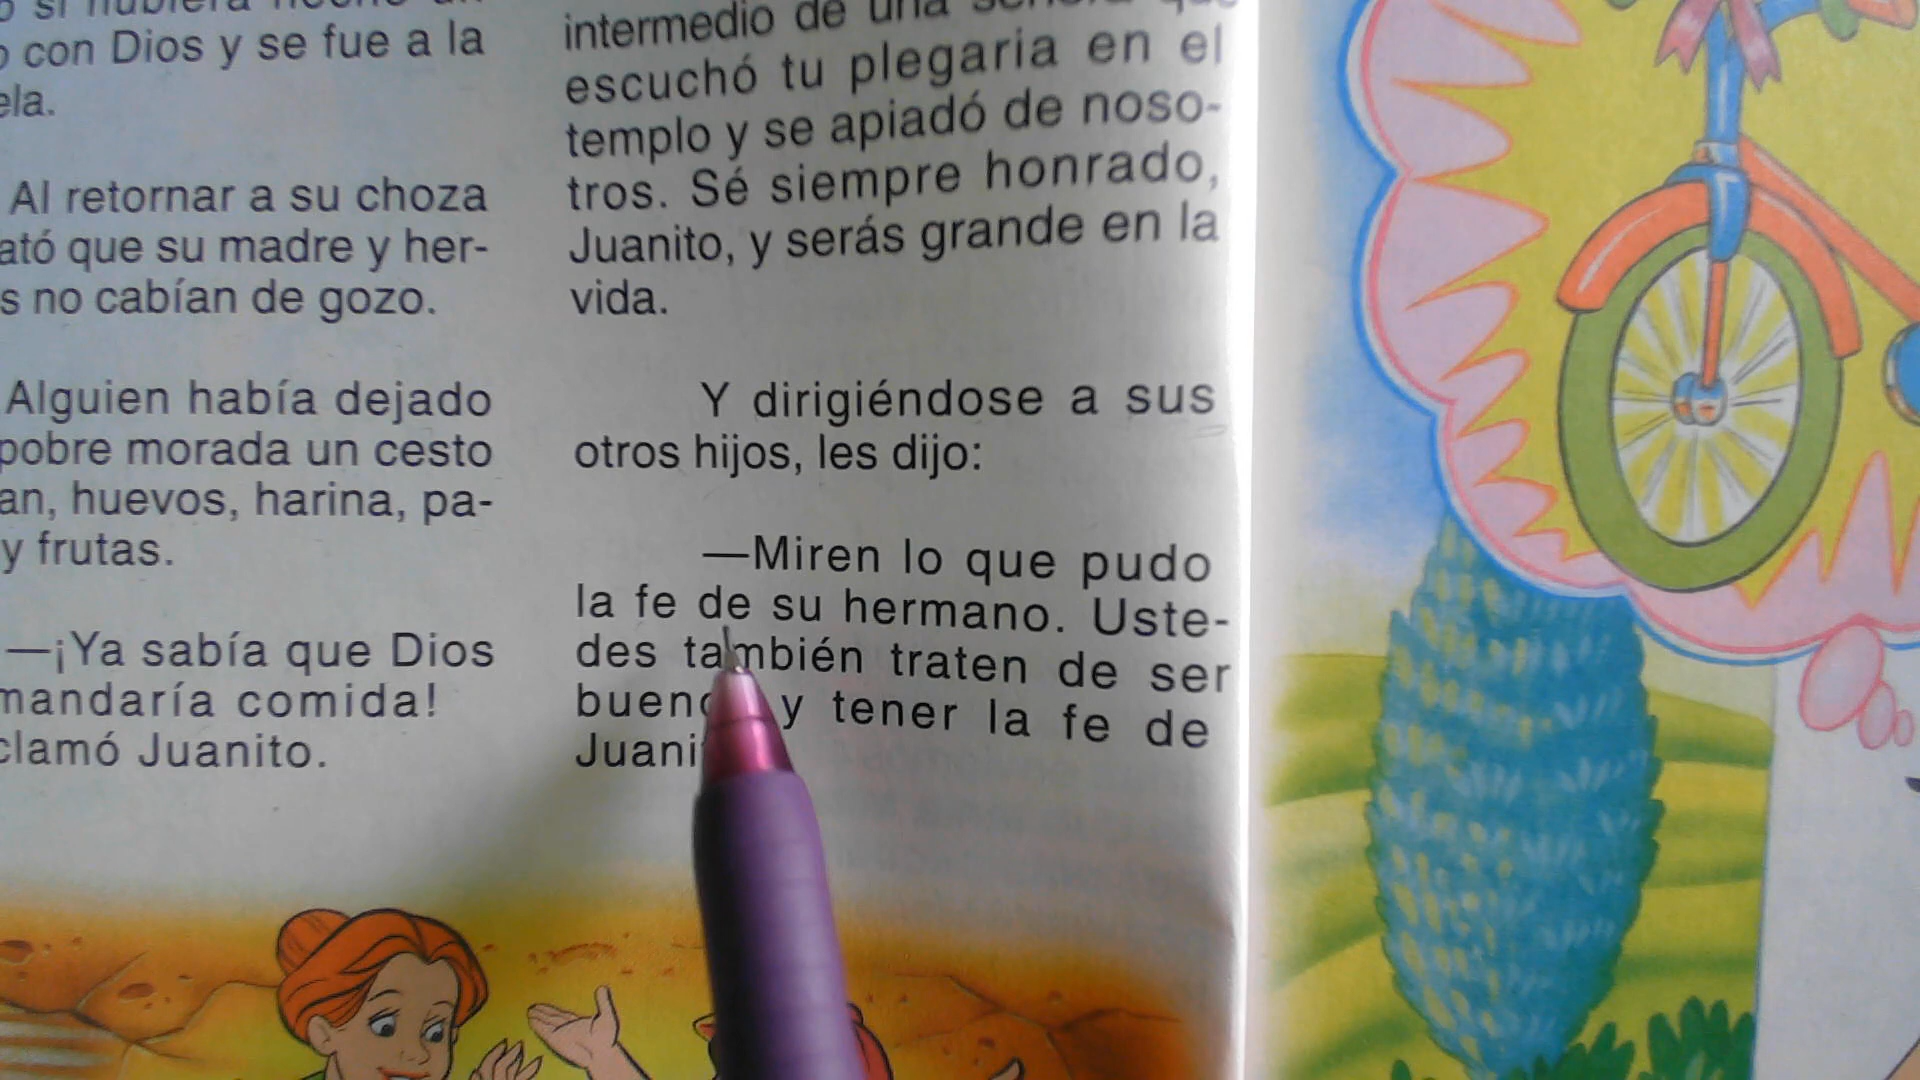 con Dios y se fue a la
Al retornar a su choza
que su madre y her-
no cabían de gozo.
Alguien había dejado
pobre morada un cesto
huevos, harina, pa-
y frutas.
—¡Ya sabía que Dios
mandaría comida!
Juanito.
intermedio de una
escuchó tu plegaria en el
templo y se apiadó de noso-
tros. Sé siempre honrado,
Juanito, y serás grande en la
vida.
Y dirigiéndose a sus
otros hijos, les dijo:
—Miren lo que pudo
la fe de su hermano. Uste-
des también traten de ser
y tener la fe de